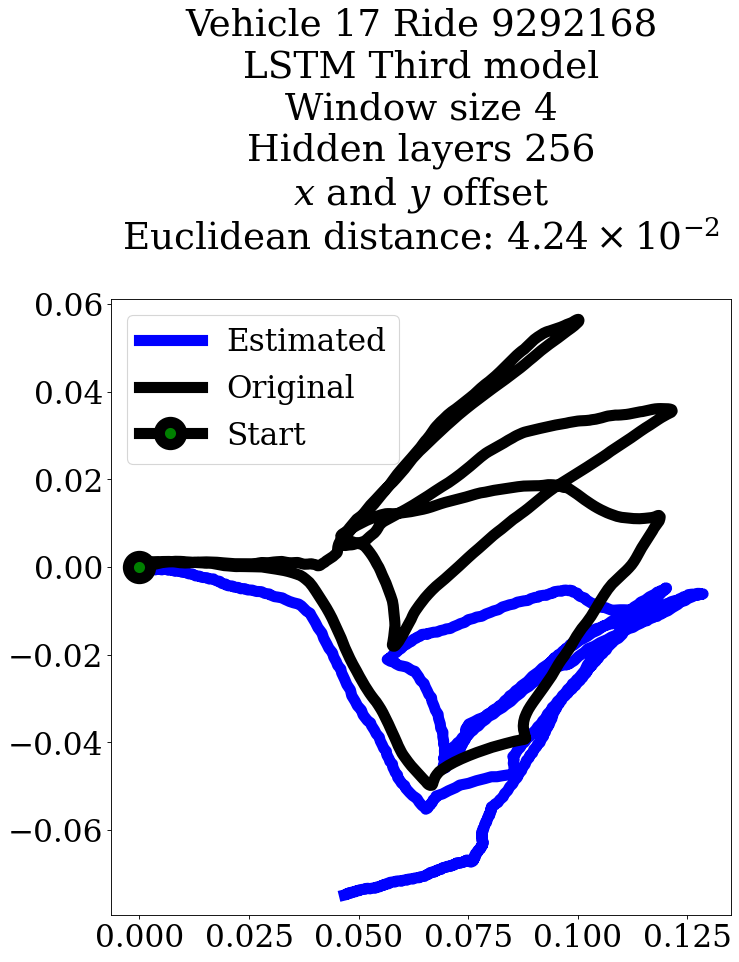 Vehicle 17 Ride 9292168
LSTM Third model
Window size 4
Hidden layers 256
x and y offset
Euclidean distance: 4.24 × 10⁻²
0.06
Estimated
0.04
Original
Start
0.02
0.00
−0.02
−0.04
−0.06
0.000 0.025 0.050 0.075 0.100 0.125